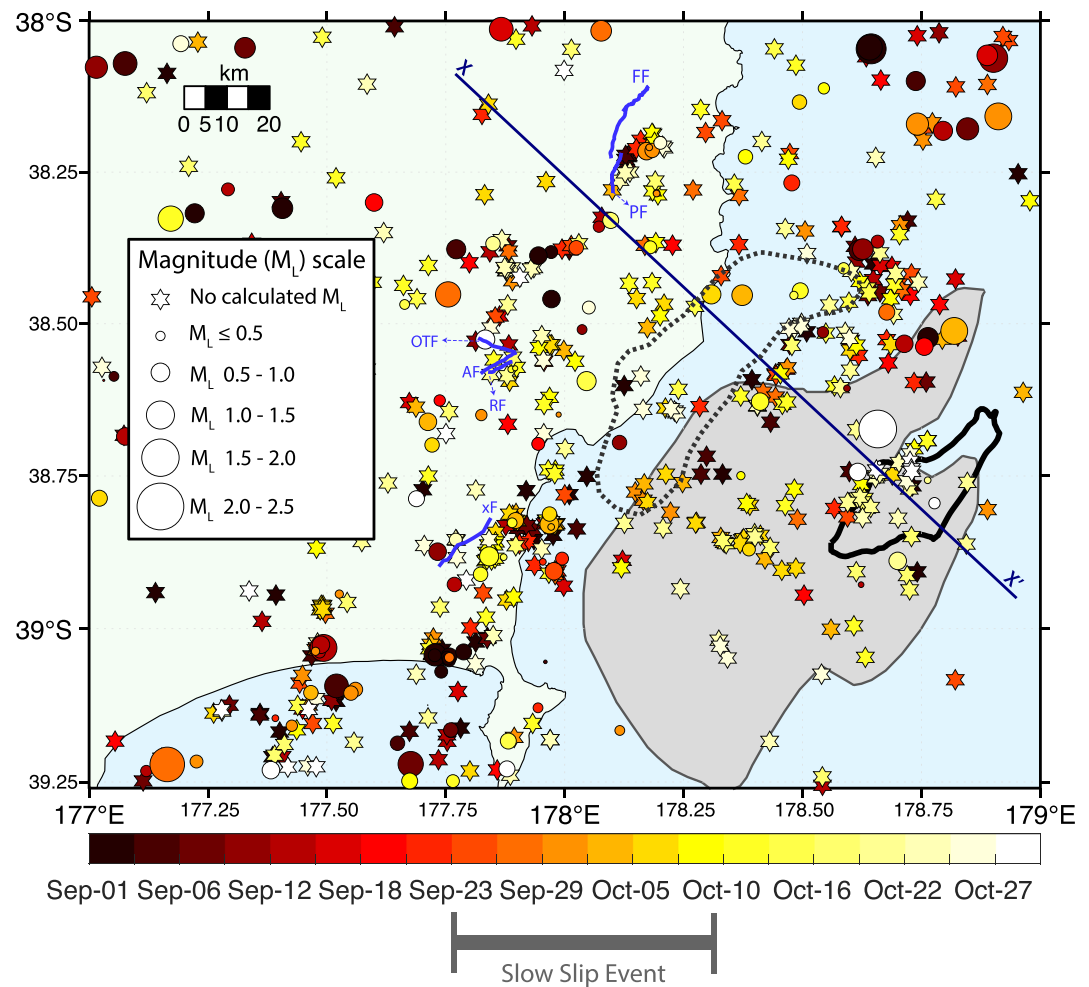 38°S
38.25
38.50
38.75
39°S
39.25
km
0 5 10 20
X
FF
PF
OTF
AF
RF
xF
X'
Magnitude (ML) scale
No calculated ML
ML ≤ 0.5
ML 0.5 - 1.0
ML 1.0 - 1.5
ML 1.5 - 2.0
ML 2.0 - 2.5
177°E 177.25 177.5 177.75 178°E 178.25 178.5 178.75 179°E
Sep-01 Sep-06 Sep-12 Sep-18 Sep-23 Sep-29 Oct-05 Oct-10 Oct-16 Oct-22 Oct-27
Slow Slip Event